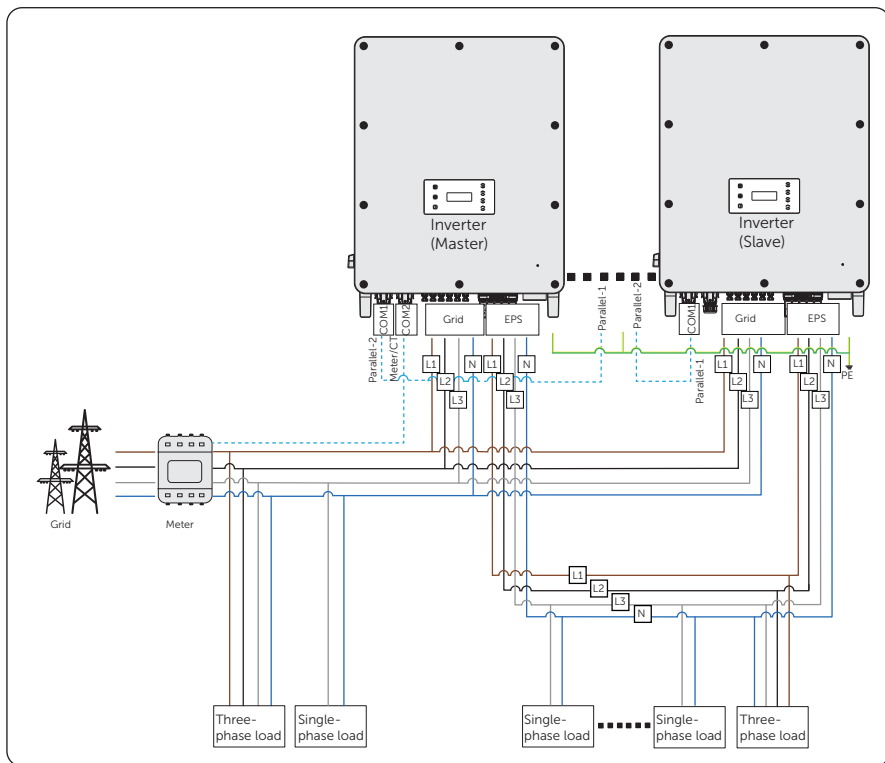 Inverter
(Master)
Inverter
(Slave)
COM1
COM2
Grid
EPS
Parallel-1
Parallel-2
COM1
Grid
EPS
Parallel-2
Meter/CT
Parallel-1
L1
L2
L3
N
L1
L2
L3
N
L1
L2
L3
N
L1
L2
L3
N
PE
Grid
Meter
L1
L2
L3
N
Three-
phase load
Single-
phase load
Single-
phase load
Single-
phase load
Three-
phase load